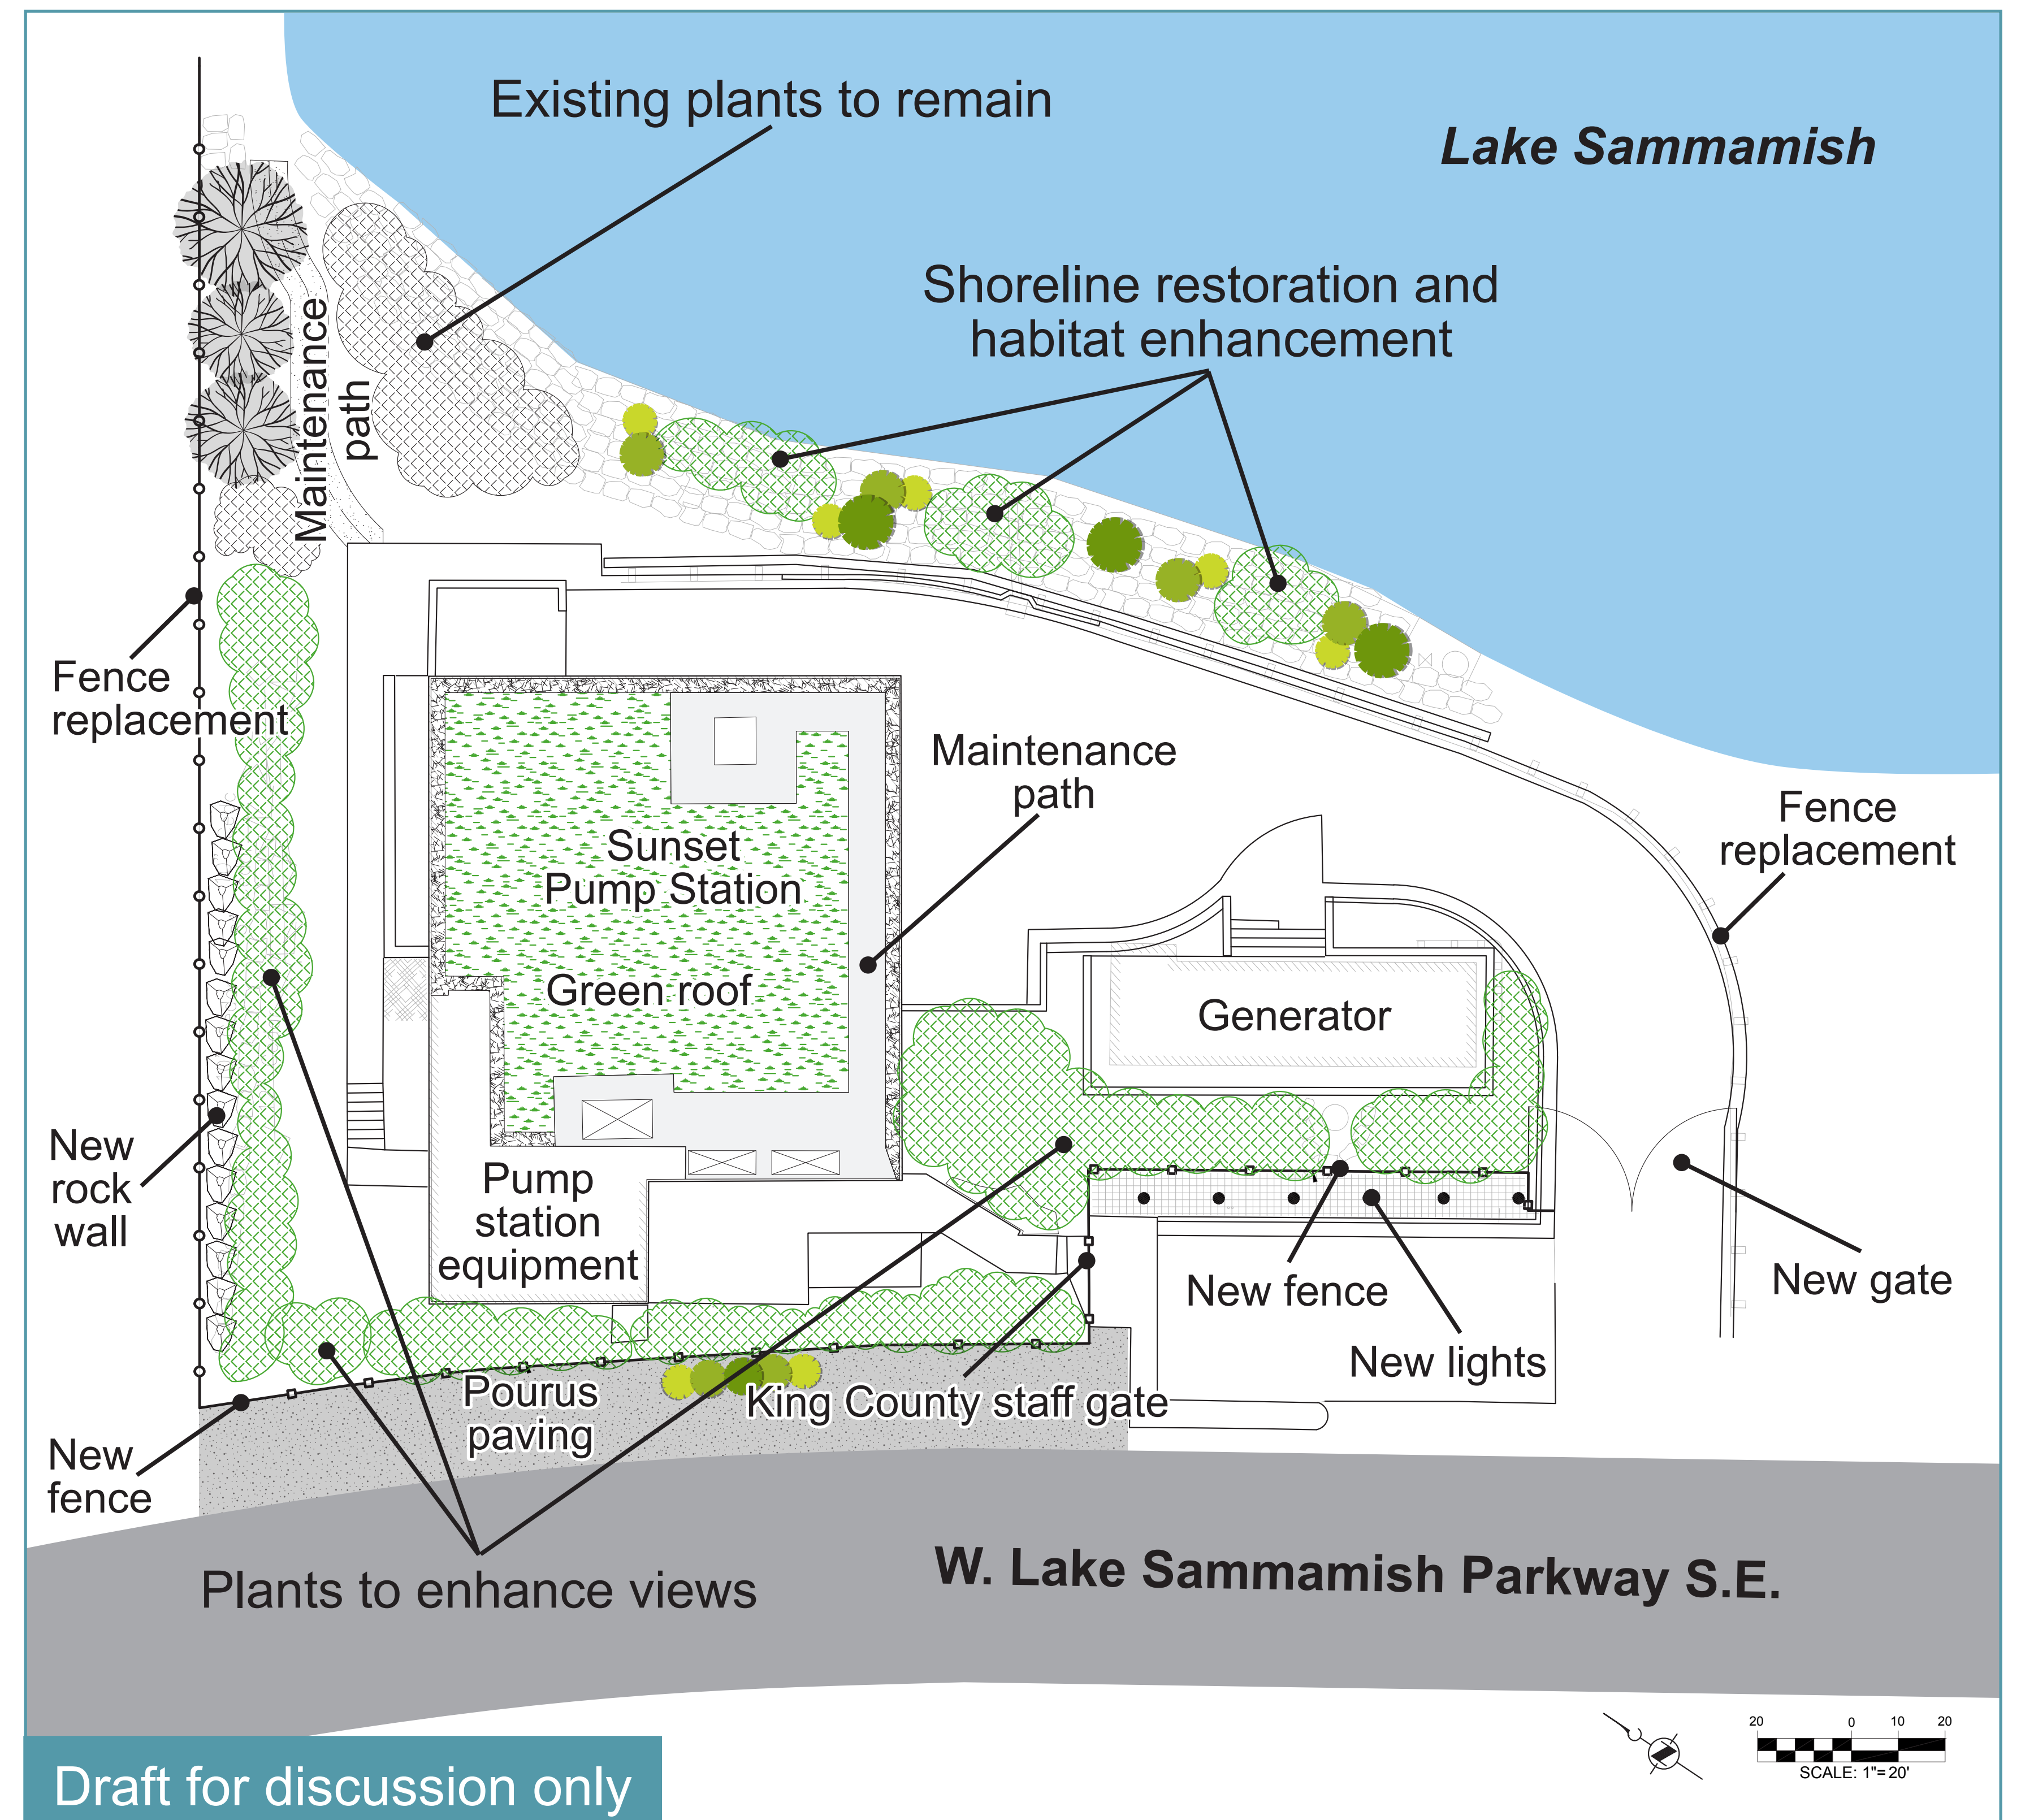 Existing plants to remain
Lake Sammamish
Shoreline restoration and
habitat enhancement
Maintenance
path
Fence
replacement
Maintenance
path
Fence
replacement
Sunset
Pump Station
Green roof
Generator
New
rock
wall
Pump
station
equipment
New fence
New gate
New lights
King County staff gate
Pourus
paving
New
fence
Plants to enhance views
W. Lake Sammamish Parkway S.E.
20 0 10 20
SCALE: 1"= 20'
Draft for discussion only